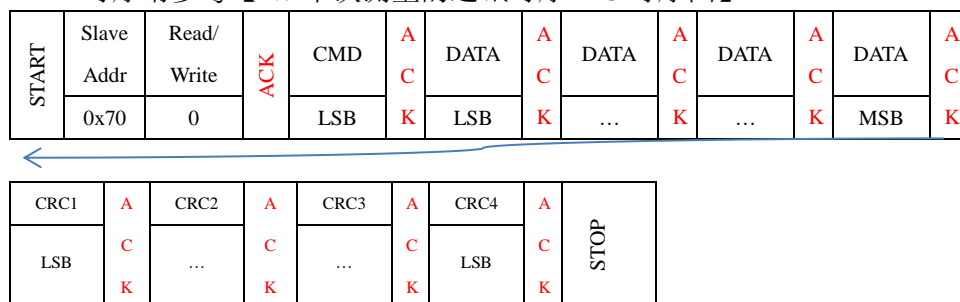 START
Slave Addr
Read/ Write
ACK
CMD
A C K
DATA
A C K
DATA
A C K
DATA
A C K
DATA
A C K
0x70
0
LSB
LSB
…
…
MSB
CRC1
A C K
CRC2
A C K
CRC3
A C K
CRC4
A C K
STOP
LSB
…
…
LSB